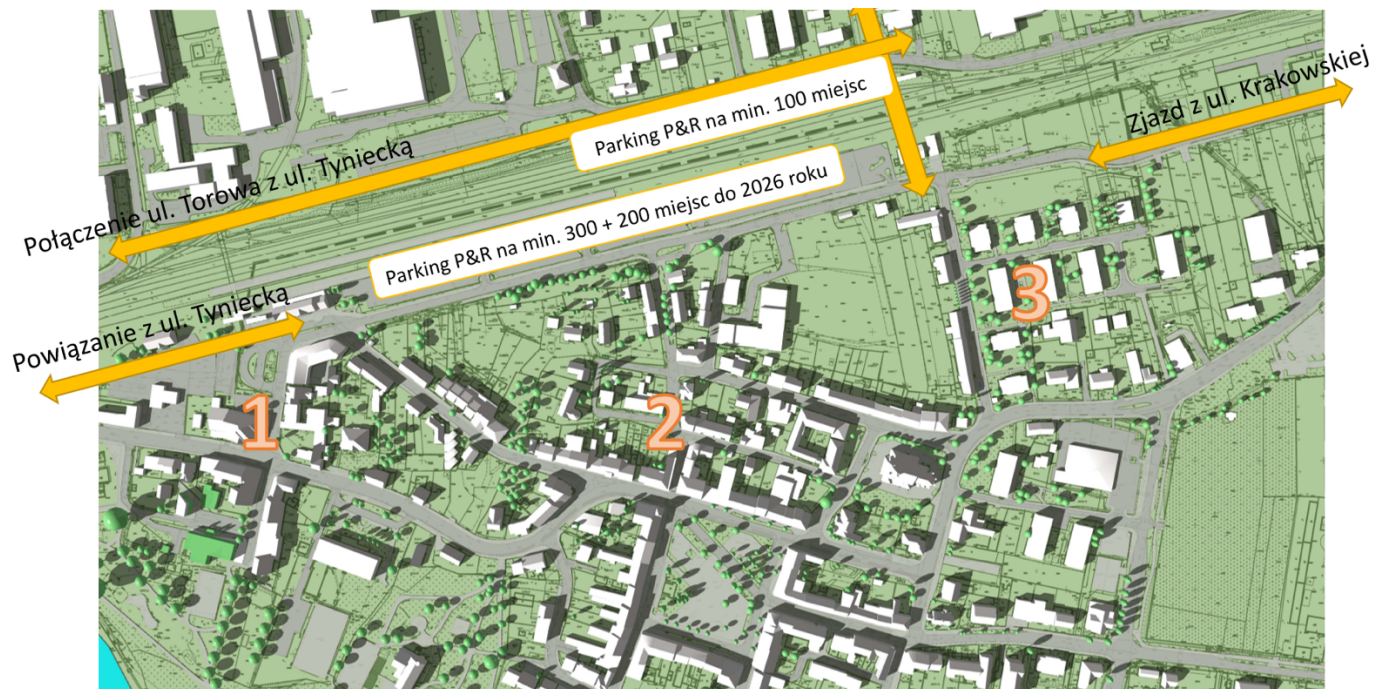 Zjazd z ul. Krakowskiej
Parking P&R na min. 100 miejsc
Połączenie ul. Torowa z ul. Tyniecką
Parking P&R na min. 300 + 200 miejsc do 2026 roku
Powiązanie z ul. Tyniecką
3
1
2